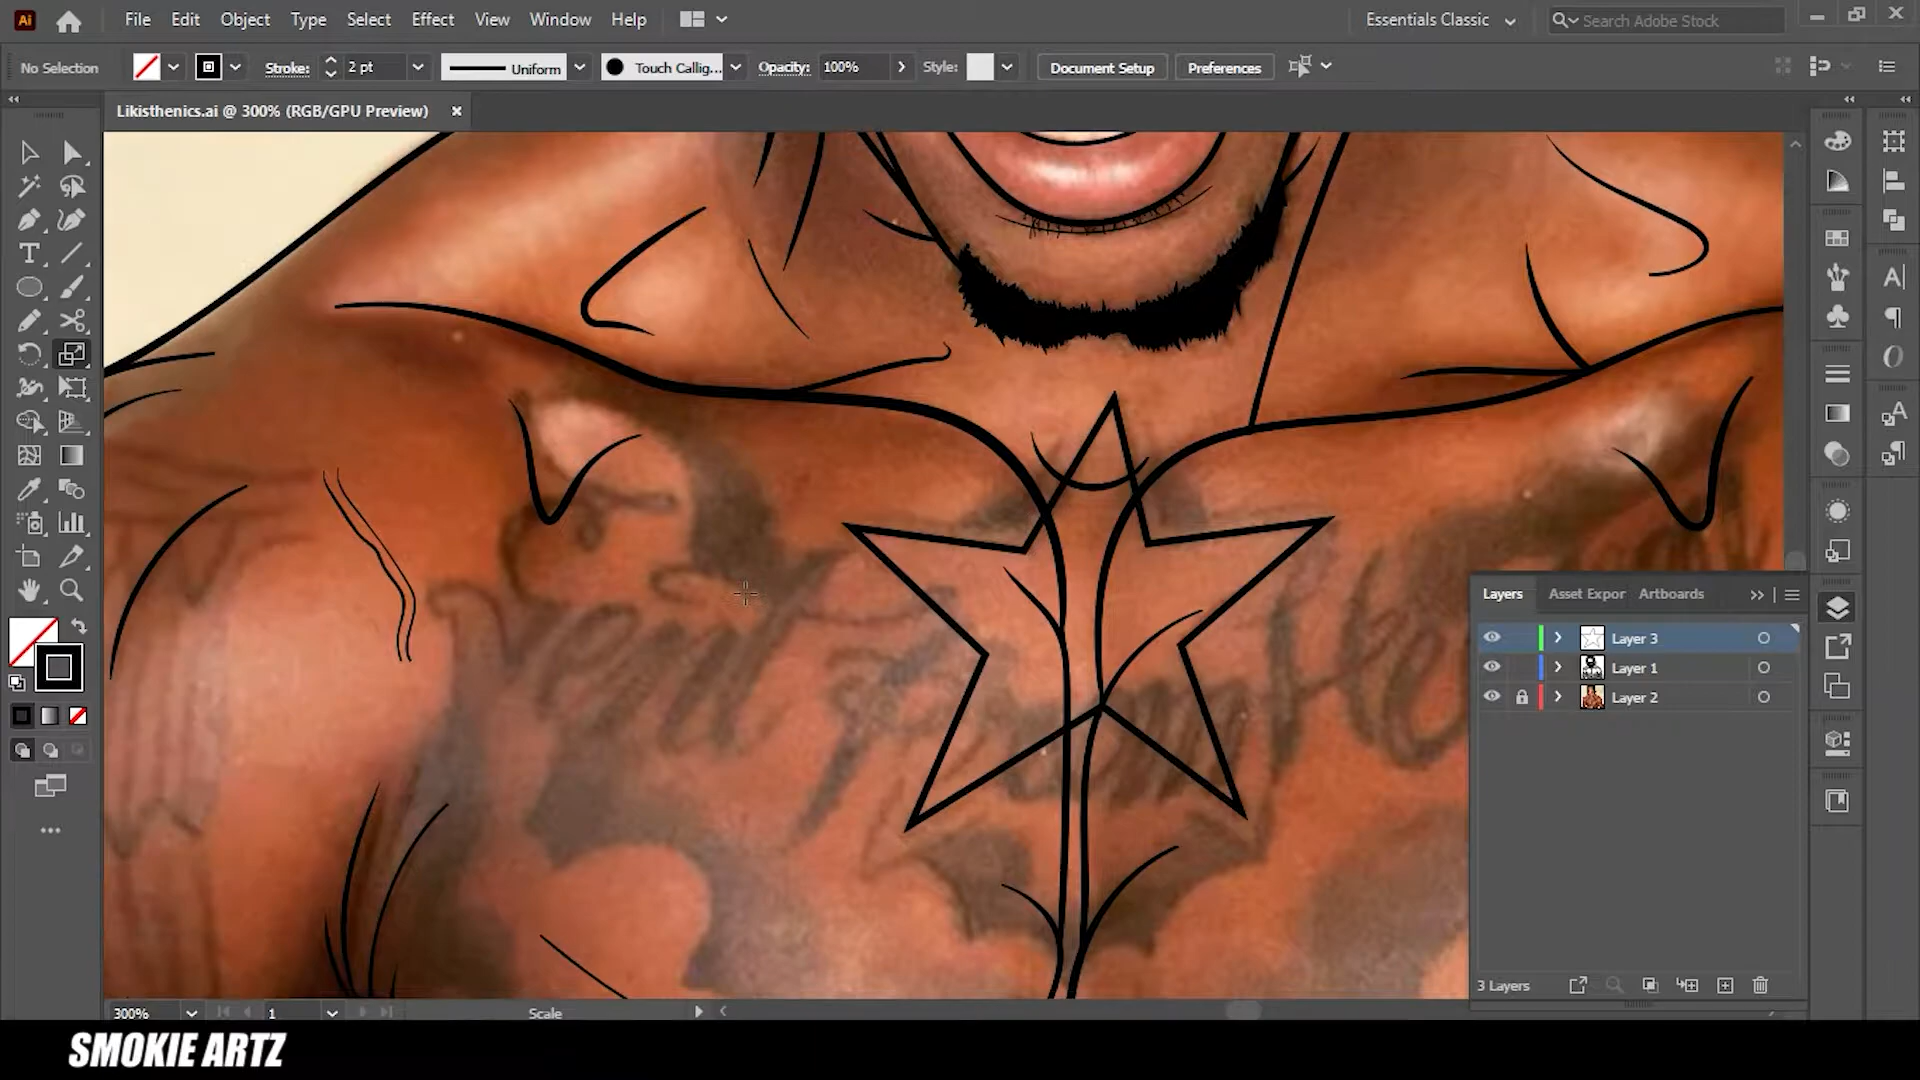 Ai File Edit Object Type Select Effect View Window Help Essentials Classic Search Adobe Stock
No Selection Stroke: 2 pt Uniform Touch Callig... Opacity: 100% Style: Document Setup Preferences
Likisthenics.ai @ 300% (RGB/GPU Preview)
Layers Asset Expor Artboards
Layer 3
Layer 1
Layer 2
3 Layers
300% 1 Scale
SMOKIE ARTZ